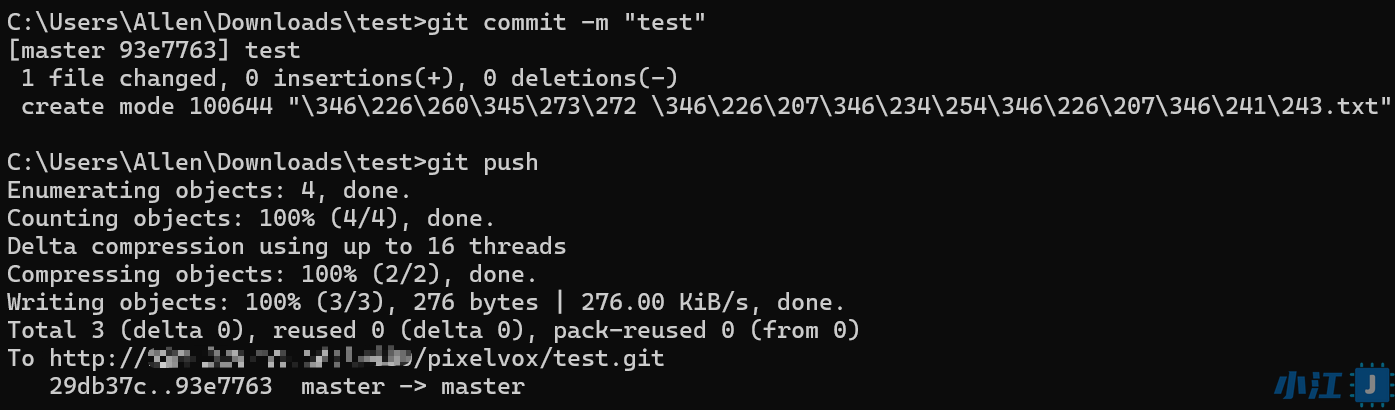 C:\Users\Allen\Downloads\test>git commit -m "test"
[master 93e7763] test
 1 file changed, 0 insertions(+), 0 deletions(-)
 create mode 100644 "\346\226\260\345\273\272 \346\226\207\346\234\254\346\226\207\346\241\243.txt"
C:\Users\Allen\Downloads\test>git push
Enumerating objects: 4, done.
Counting objects: 100% (4/4), done.
Delta compression using up to 16 threads
Compressing objects: 100% (2/2), done.
Writing objects: 100% (3/3), 276 bytes | 276.00 KiB/s, done.
Total 3 (delta 0), reused 0 (delta 0), pack-reused 0 (from 0)
To http:///pixelvox/test.git
   29db37c..93e7763  master -> master
小江 J